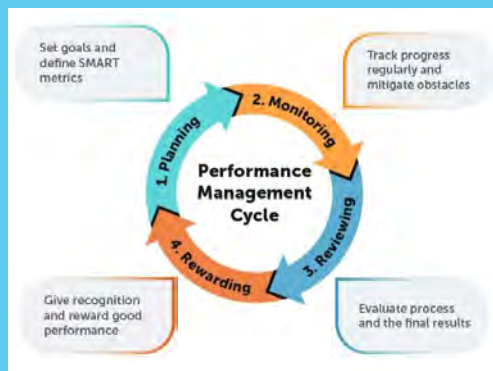 Set goals and
define SMART
metrics
Track progress
regularly and
mitigate obstacles
1. Planning
2. Monitoring
Performance
Management
Cycle
4. Rewarding
3. Reviewing
Give recognition
and reward good
performance
Evaluate process
and the final results